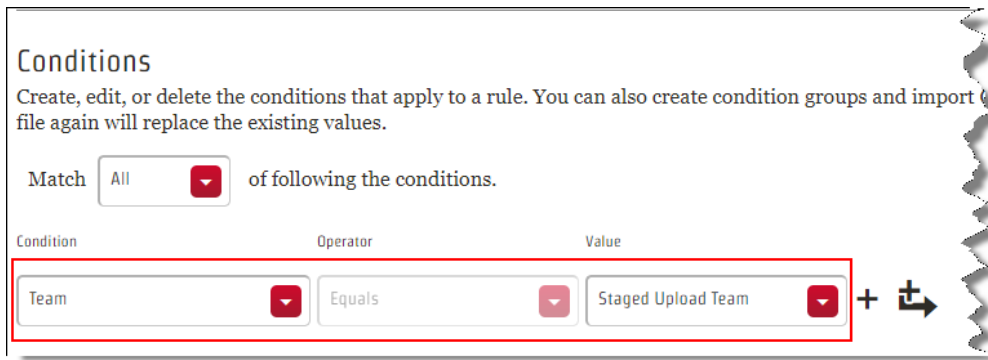 Conditions
Create, edit, or delete the conditions that apply to a rule. You can also create condition groups and import
file again will replace the existing values.
Match All of following the conditions.
Condition Operator Value
Team Equals Staged Upload Team +